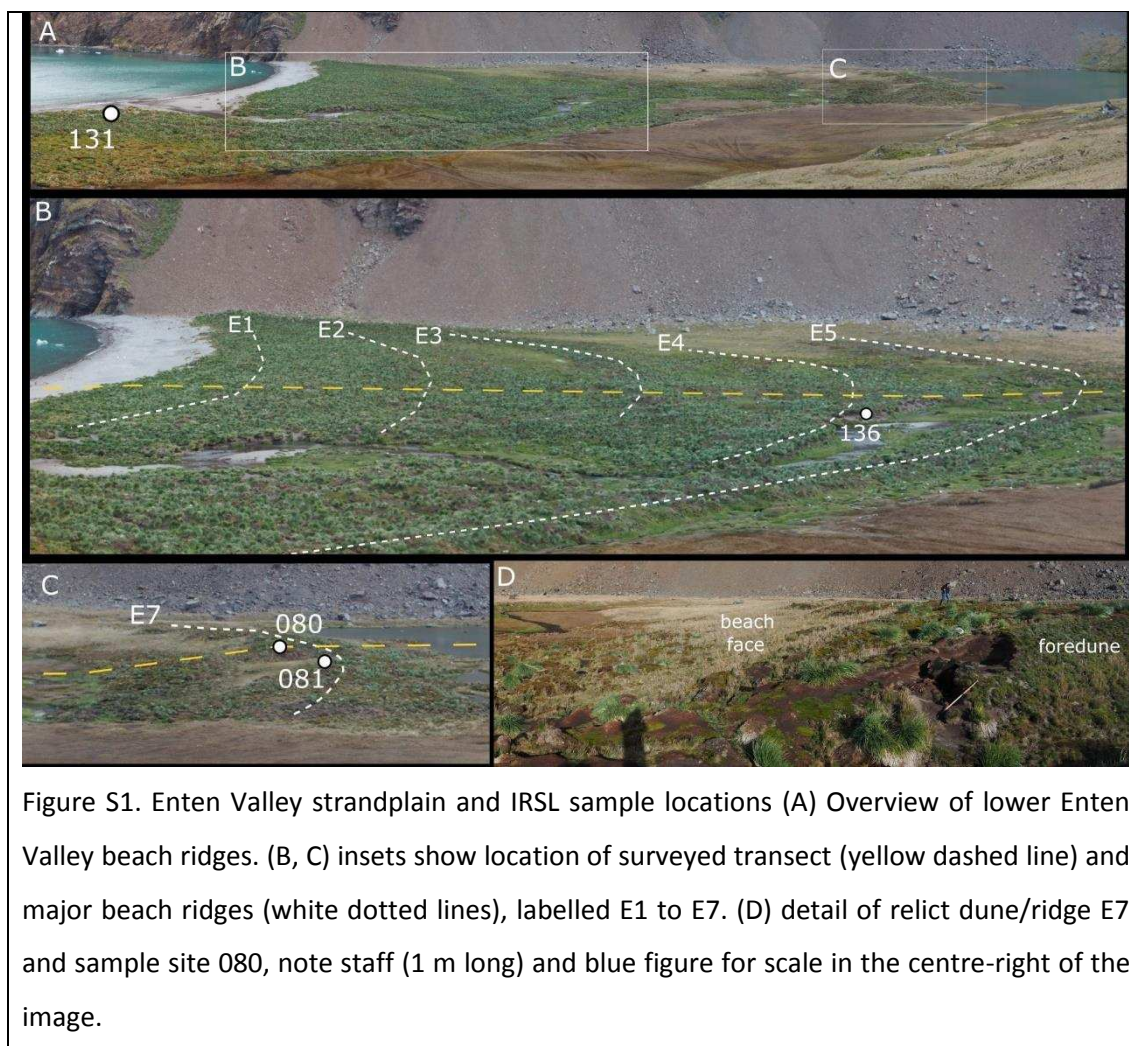 A
B
C
131
B
E1
E2
E3
E4
E5
136
C
E7
080
081
D
beach
face
foredune
Figure S1. Enten Valley strandplain and IRSL sample locations (A) Overview of lower Enten
Valley beach ridges. (B, C) insets show location of surveyed transect (yellow dashed line) and
major beach ridges (white dotted lines), labelled E1 to E7. (D) detail of relict dune/ridge E7
and sample site 080, note staff (1 m long) and blue figure for scale in the centre-right of the
image.